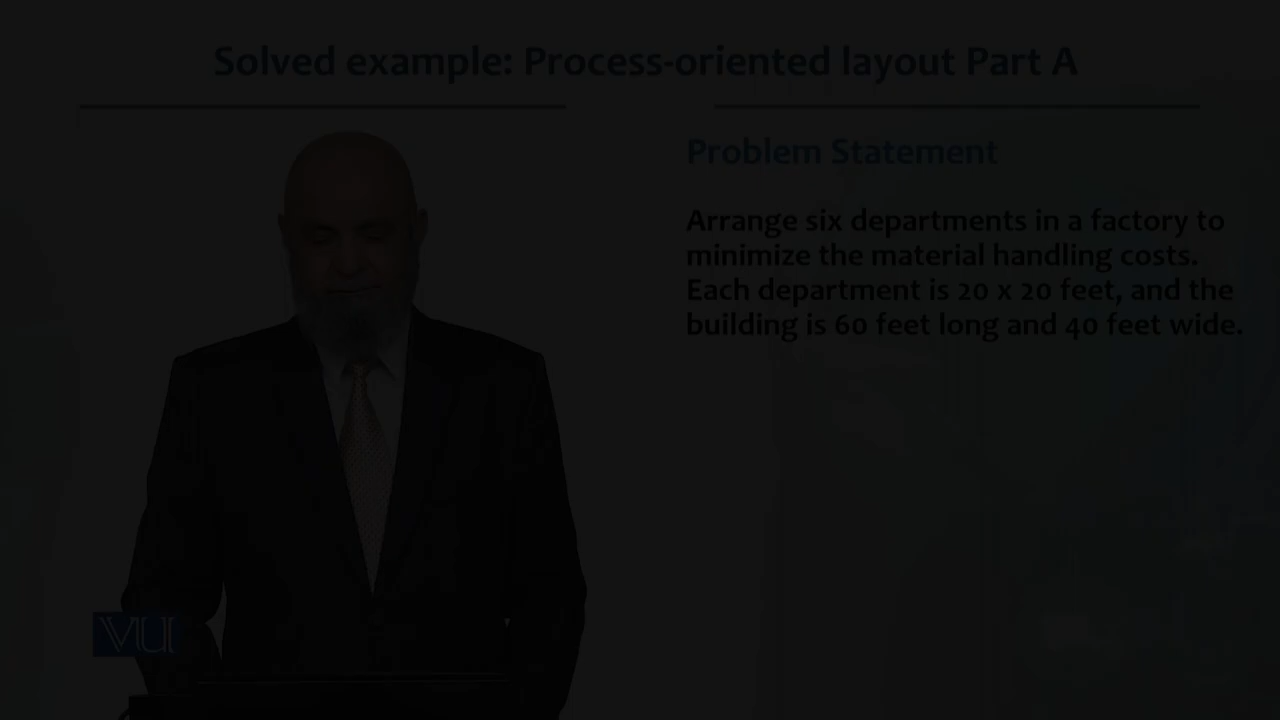 Solved example: Process-oriented layout Part A
Problem Statement
Arrange six departments in a factory to
minimize the material handling costs.
Each department is 20 x 20 feet, and the
building is 60 feet long and 40 feet wide.
VU